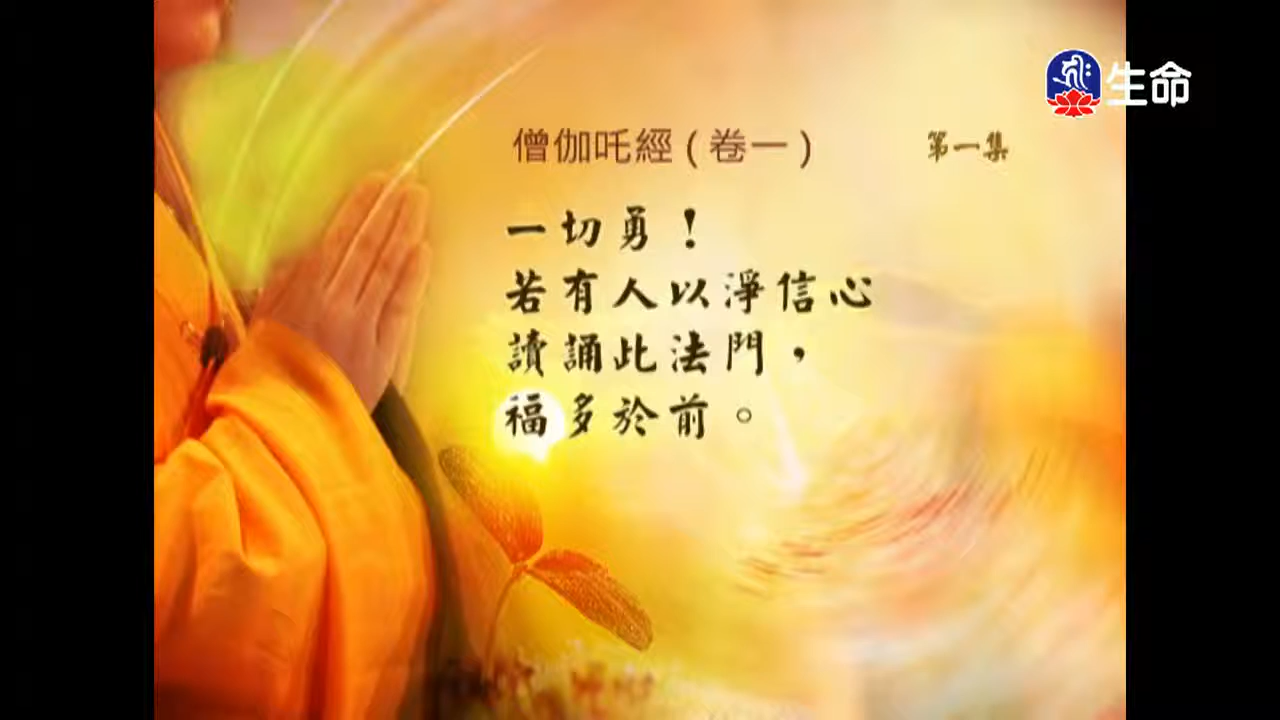 生命
僧伽吒經(卷一) 第一集
一切勇！
若有人以淨信心
讀誦此法門，
福多於前。